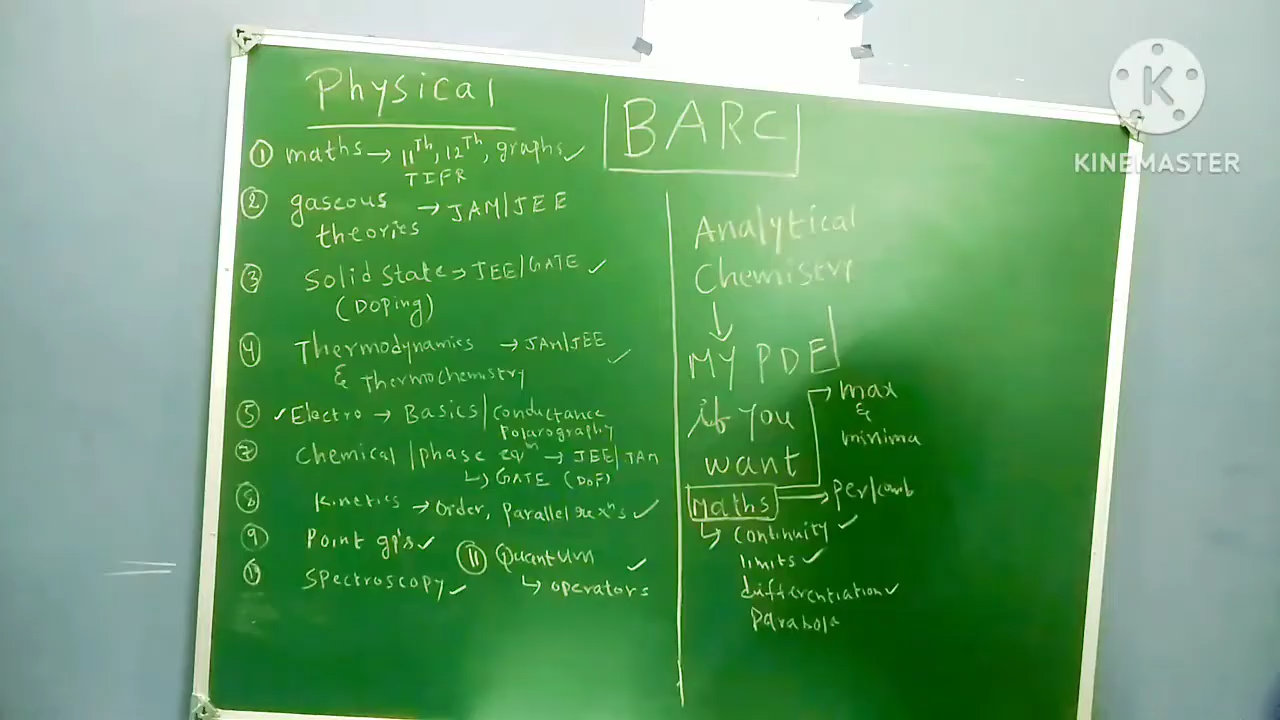 Physical
BARC
① maths → 11Th, 12Th, graphs ✓
TIFR
② gaseous → JAM/JEE
theories
③ Solid State → JEE/GATE ✓
(Doping)
④ Thermodynamics → JAM/JEE ✓
& Thermochemistry
⑤ ✓ Electro → Basics/Conductance
Polarography
⑦ Chemical/phase eqm → JEE/JAM
↳ GATE (DOF)
⑧ Kinetics → Order, Parallel rexns ✓
⑨ Point gp's ✓
⑪ Quantum ✓
↳ operators
Spectroscopy ✓
Analytical
Chemistry
↓
MY PDF
if you
want
Maths
→ max
&
minima
→ per/comb
↳ continuity ✓
limits ✓
differentiation ✓
Parabola
K
KINEMASTER